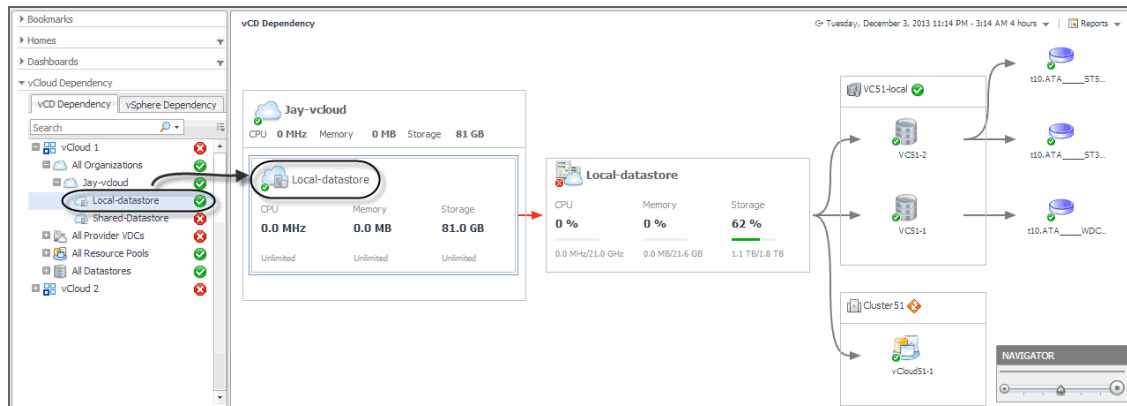 Bookmarks
Homes
Dashboards
vCloud Dependency
vCD Dependency
vSphere Dependency
Search
vCloud 1
All Organizations
Jay-vcloud
Local-datastore
Shared-Datastore
All Provider VDCs
All Resource Pools
All Datastores
vCloud 2
vCD Dependency
Tuesday, December 3, 2013 11:14 PM - 3:14 AM 4 hours
Reports
Jay-vcloud
CPU 0 MHz Memory 0 MB Storage 81 GB
Local-datastore
CPU Memory Storage
0.0 MHz 0.0 MB 81.0 GB
Unlimited Unlimited Unlimited
Local-datastore
CPU Memory Storage
0 % 0 % 62 %
0.0 MHz/21.0 GHz 0.0 MB/21.6 GB 1.1 TB/1.8 TB
VC51-local
VC51-2
VC51-1
Cluster51
vCloud51-1
t10.ATA_____ST5...
t10.ATA_____ST3...
t10.ATA_____WDC...
NAVIGATOR